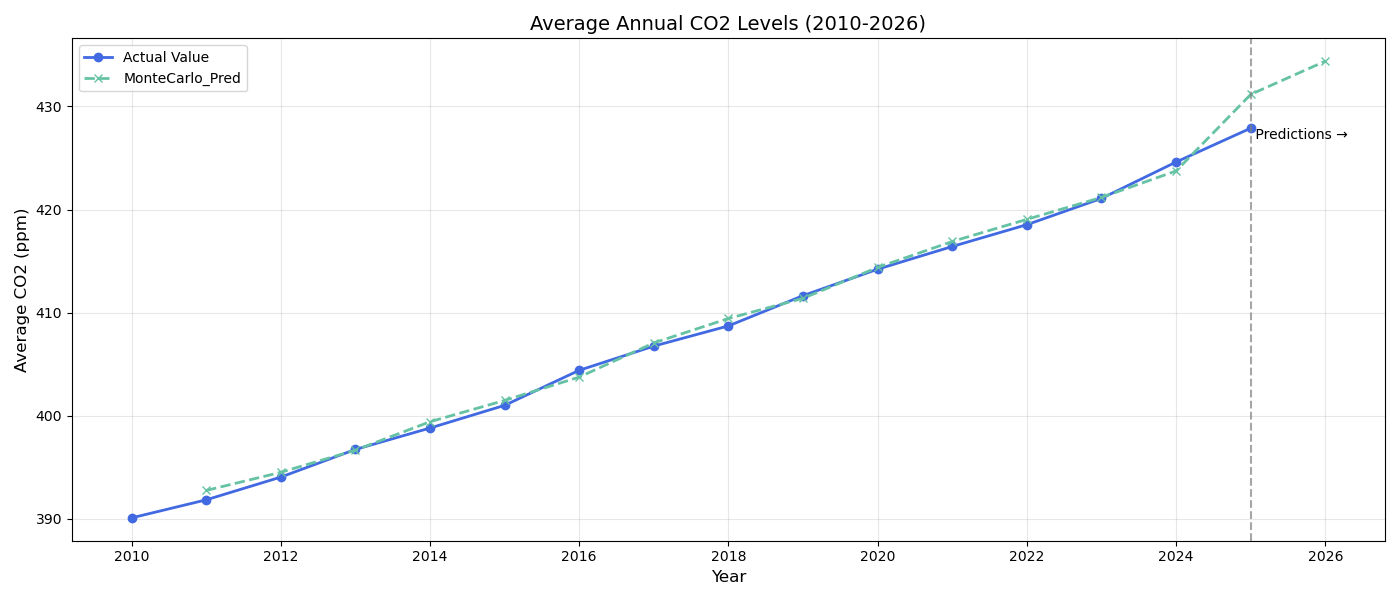 Average Annual CO2 Levels (2010-2026)
Actual Value
MonteCarlo_Pred
Predictions →
Average CO2 (ppm)
430
420
410
400
390
2010 2012 2014 2016 2018 2020 2022 2024 2026
Year